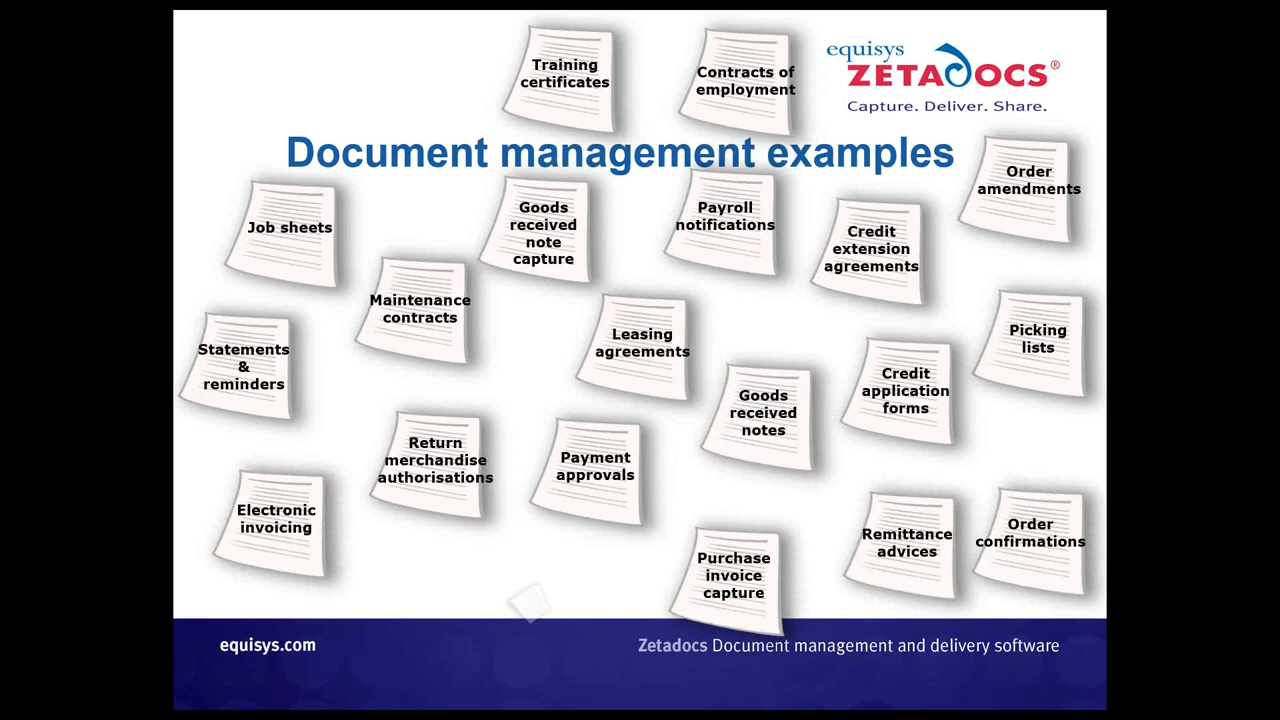 Training
certificates
Contracts of
employment
equisys
ZETADOCS®
Capture. Deliver. Share.
Document management examples
Order
amendments
Job sheets
Goods
received
note
capture
Payroll
notifications
Credit
extension
agreements
Maintenance
contracts
Statements
&
reminders
Leasing
agreements
Picking
lists
Goods
received
notes
Credit
application
forms
Return
merchandise
authorisations
Payment
approvals
Electronic
invoicing
Purchase
invoice
capture
Remittance
advices
Order
confirmations
equisys.com
Zetadocs Document management and delivery software